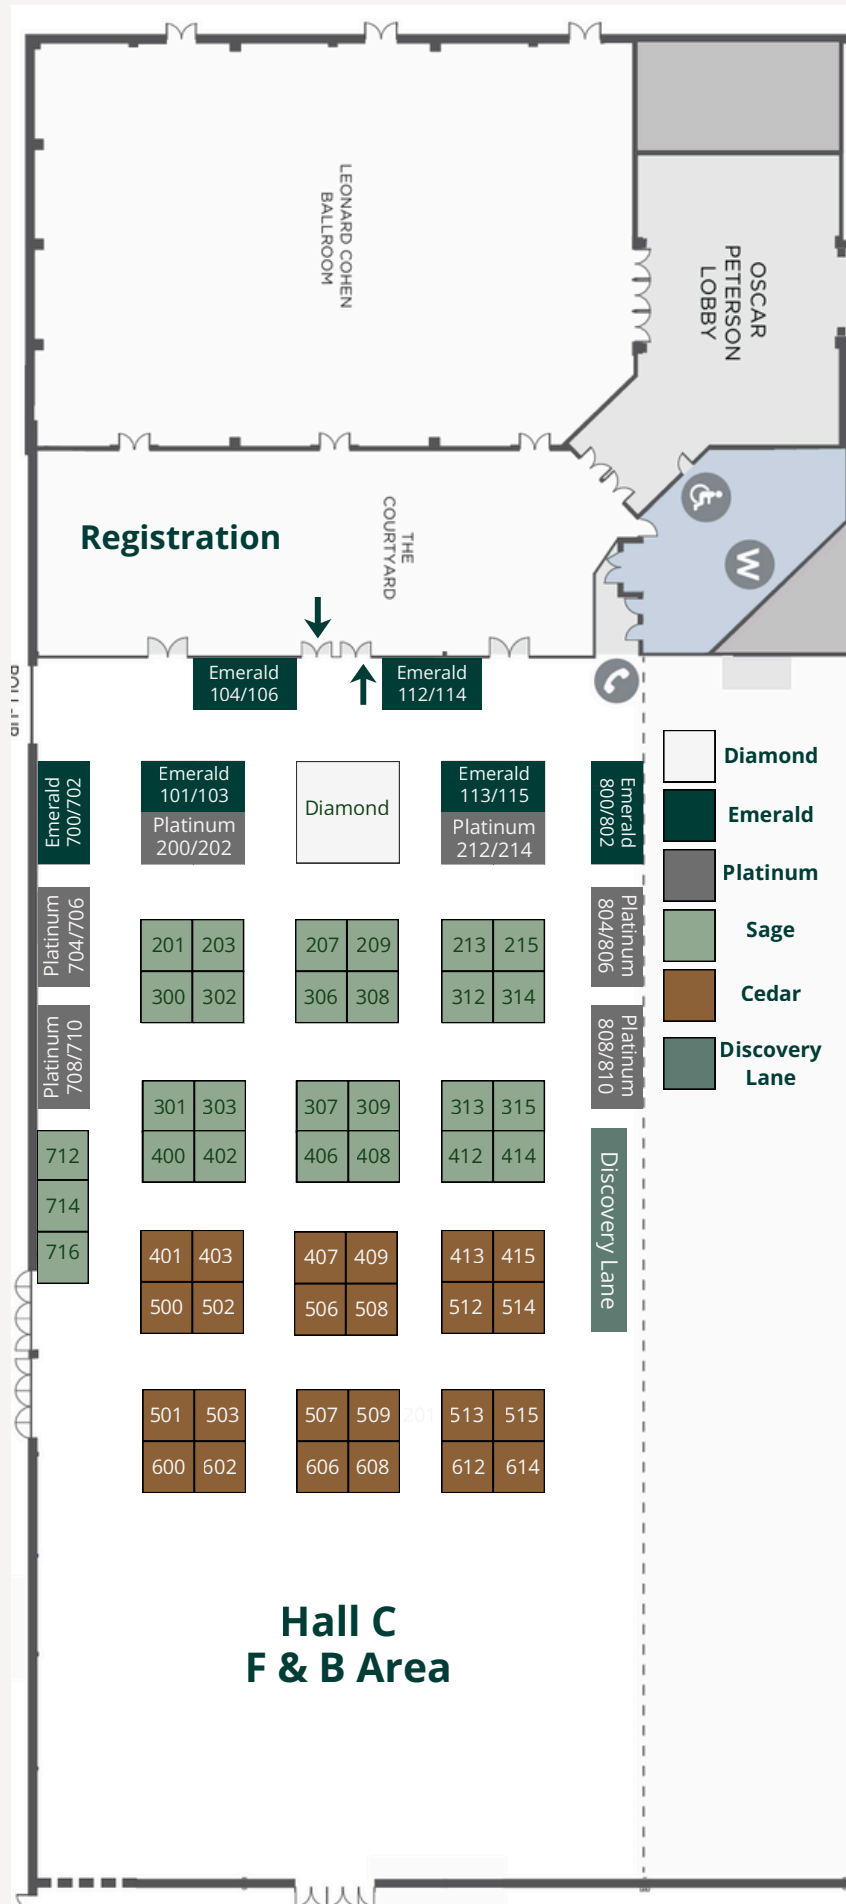 LEONARD COHEN
BALLROOM
OSCAR
PETERSON
LOBBY
Registration
THE
COURTYARD
W
Emerald
104/106
Emerald
112/114
Emerald
700/702
Emerald
101/103
Platinum
200/202
Diamond
Emerald
113/115
Platinum
212/214
Emerald
800/802
Diamond
Emerald
Platinum
Sage
Cedar
Discovery
Lane
Platinum
704/706
201 203
300 302
207 209
306 308
213 215
312 314
Platinum
804/806
Platinum
708/710
301 303
400 402
307 309
406 408
313 315
412 414
Platinum
808/810
712
714
716
Discovery Lane
401 403
500 502
407 409
506 508
413 415
512 514
501 503
600 602
507 509
606 608
201
513 515
612 614
Hall C
F & B Area